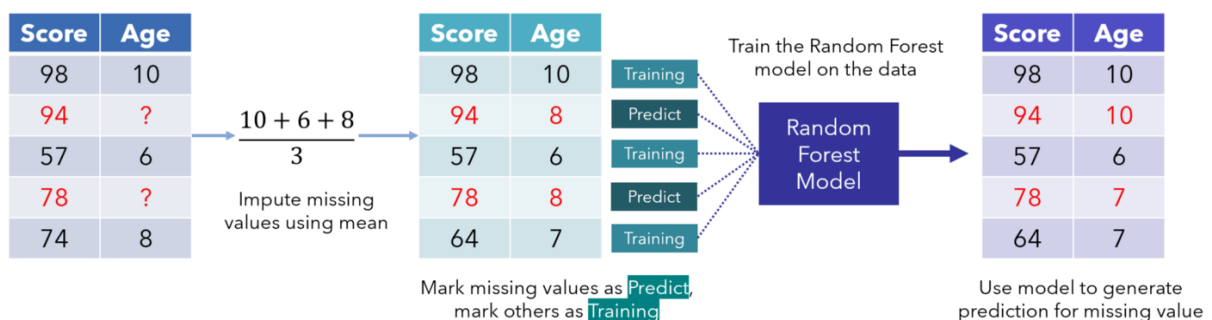 Score Age
98 10
94 ?
57 6
78 ?
74 8
10 + 6 + 8
3
Impute missing
values using mean
Score Age
98 10
94 8
57 6
78 8
64 7
Training
Predict
Training
Predict
Training
Mark missing values as Predict,
mark others as Training
Train the Random Forest
model on the data
Random
Forest
Model
Score Age
98 10
94 10
57 6
78 7
64 7
Use model to generate
prediction for missing value